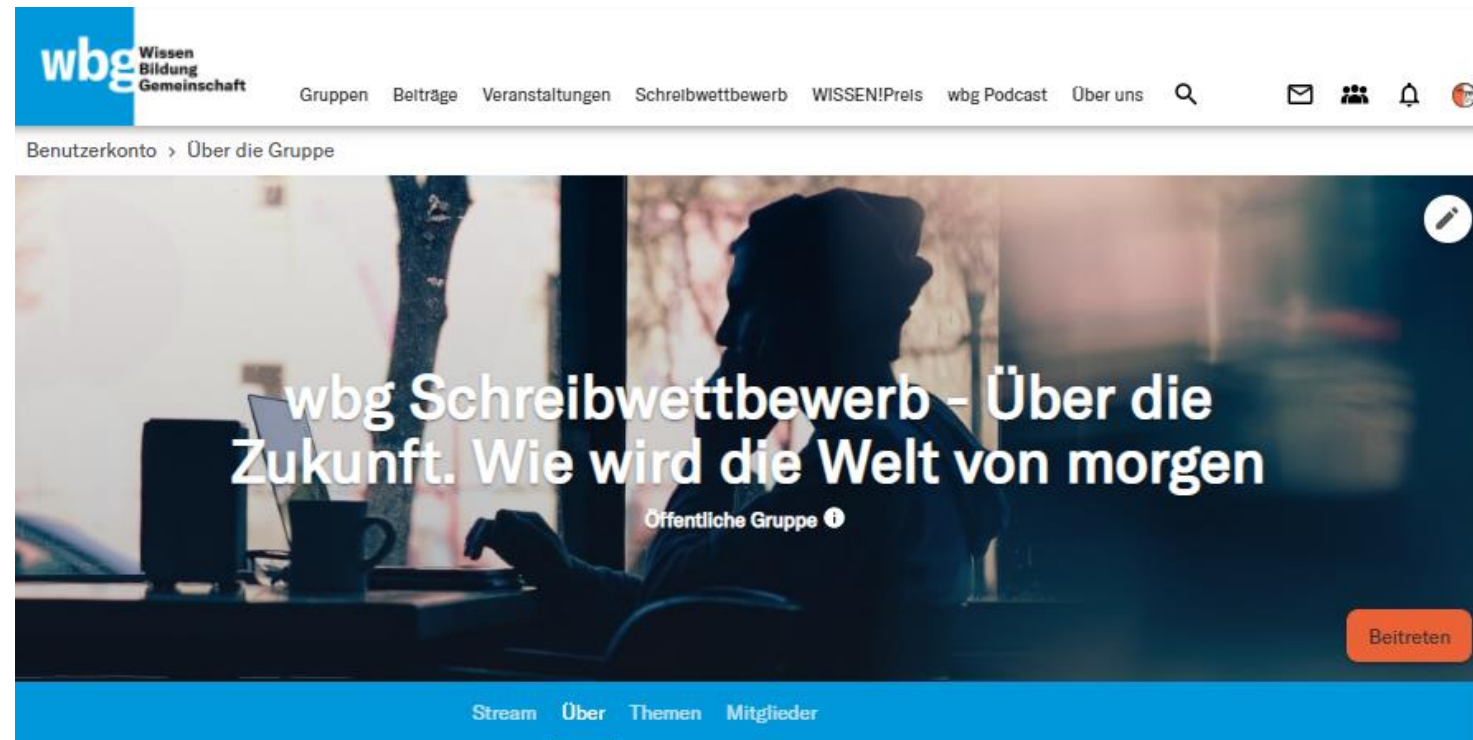 wbg
Wissen
Bildung
Gemeinschaft
Gruppen Beiträge Veranstaltungen Schreibwettbewerb WISSEN!Preis wbg Podcast Über uns
Benutzerkonto › Über die Gruppe
wbg Schreibwettbewerb - Über die
Zukunft. Wie wird die Welt von morgen
Öffentliche Gruppe
Beitreten
Stream Über Themen Mitglieder